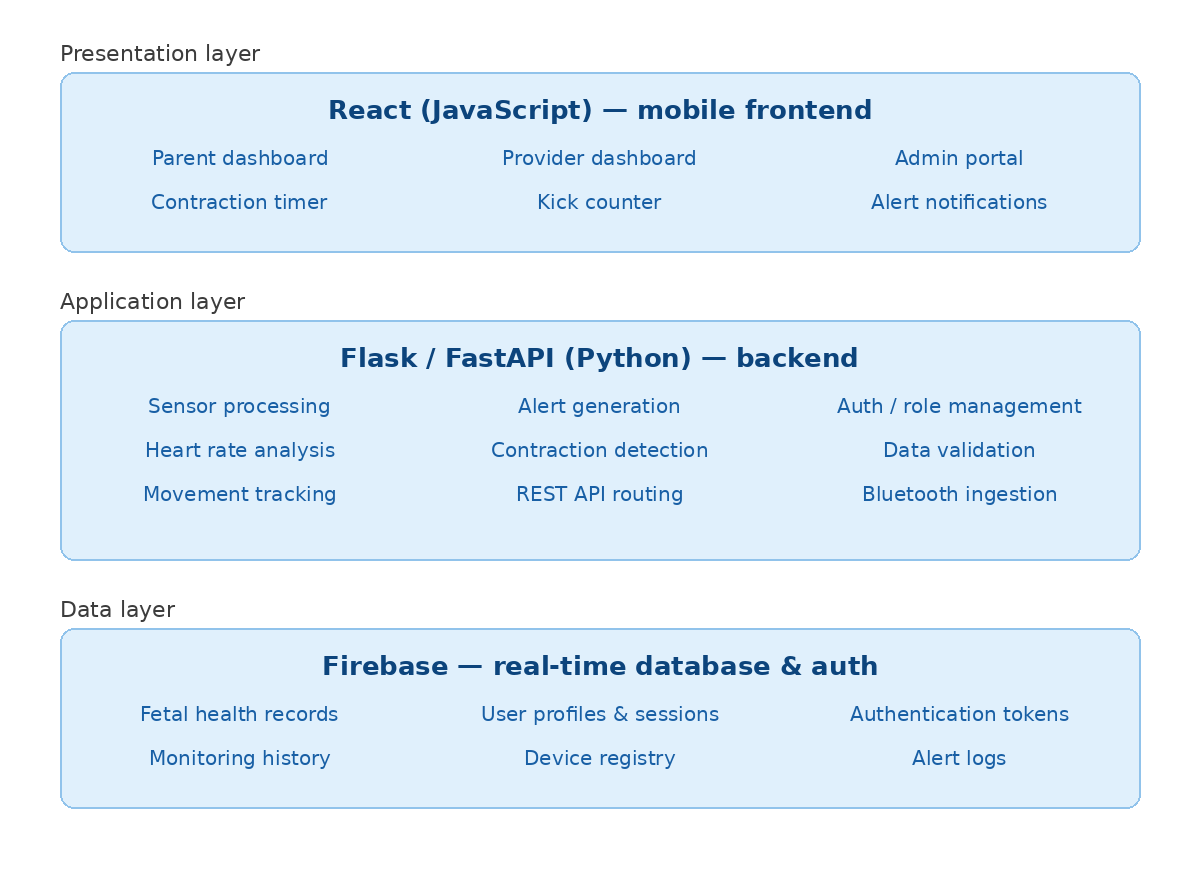 Presentation layer
React (JavaScript) — mobile frontend
Parent dashboard Provider dashboard Admin portal
Contraction timer Kick counter Alert notifications
Application layer
Flask / FastAPI (Python) — backend
Sensor processing Alert generation Auth / role management
Heart rate analysis Contraction detection Data validation
Movement tracking REST API routing Bluetooth ingestion
Data layer
Firebase — real-time database & auth
Fetal health records User profiles & sessions Authentication tokens
Monitoring history Device registry Alert logs